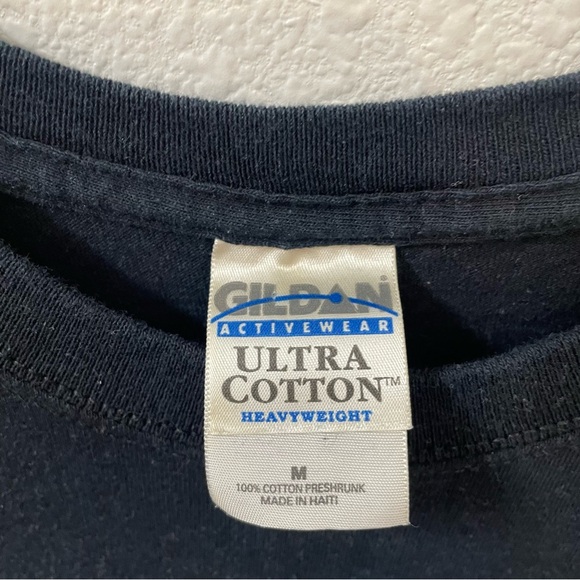 GILDAN
ACTIVEWEAR
ULTRA
COTTON™
HEAVYWEIGHT
M
100% COTTON PRESHRUNK
MADE IN HAITI